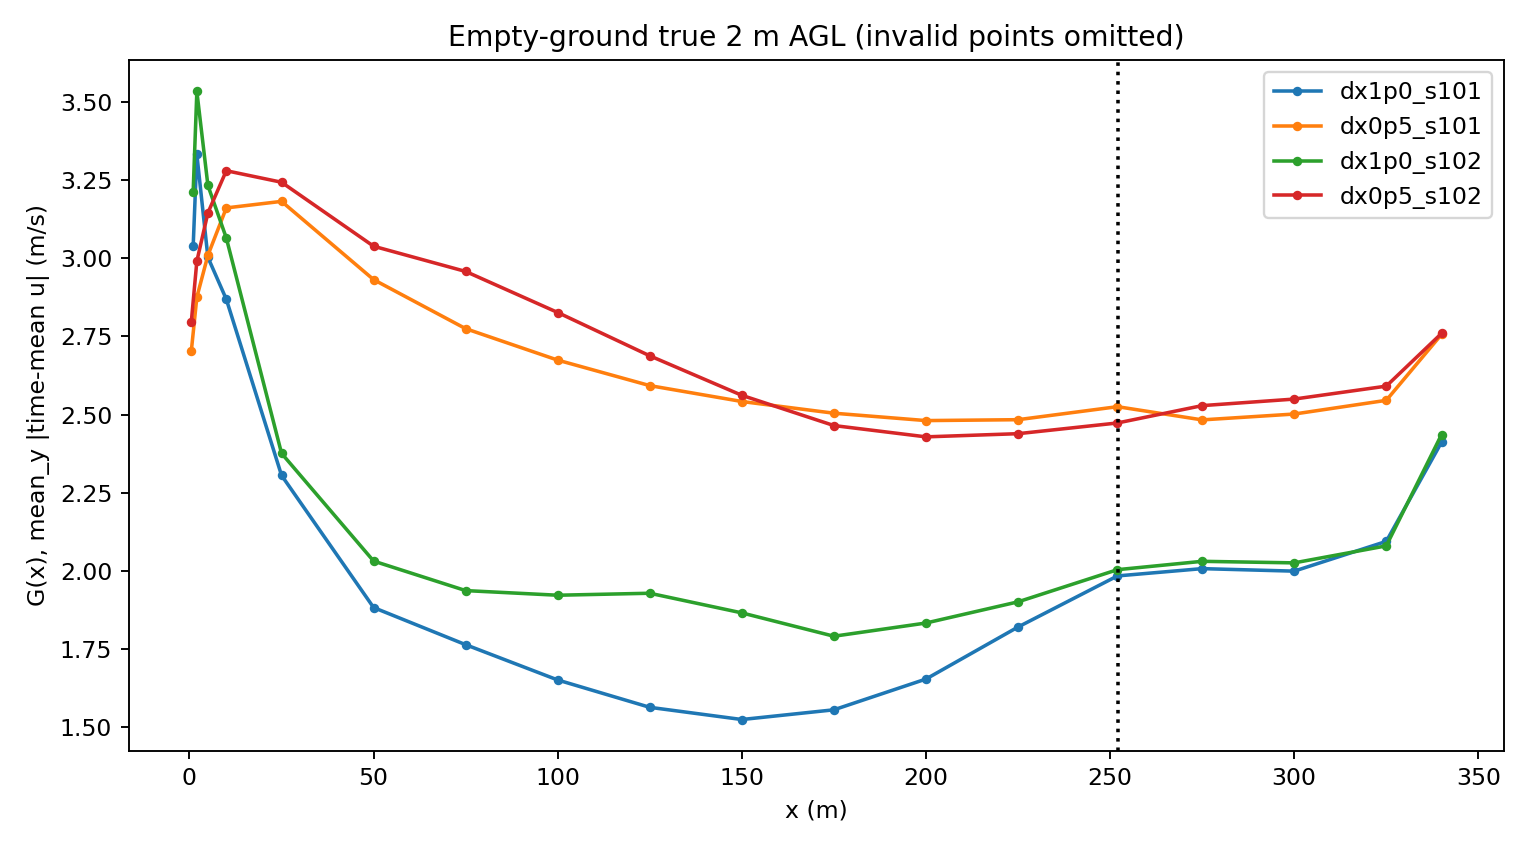 Empty-ground true 2 m AGL (invalid points omitted)
dx1p0_s101
dx0p5_s101
dx1p0_s102
dx0p5_s102
G(x), mean_y |time-mean u| (m/s)
3.50
3.25
3.00
2.75
2.50
2.25
2.00
1.75
1.50
0 50 100 150 200 250 300 350
x (m)